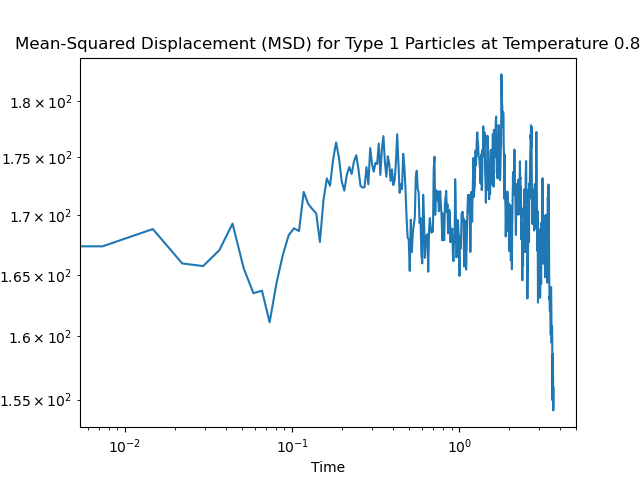 Mean-Squared Displacement (MSD) for Type 1 Particles at Temperature 0.8
1.8 × 10²
1.75 × 10²
1.7 × 10²
1.65 × 10²
1.6 × 10²
1.55 × 10²
10⁻² 10⁻¹ 10⁰
Time